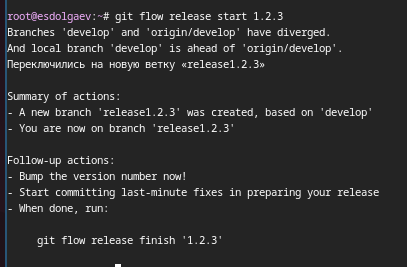 root@esdolgaev:~# git flow release start 1.2.3
Branches 'develop' and 'origin/develop' have diverged.
And local branch 'develop' is ahead of 'origin/develop'.
Переключились на новую ветку «release1.2.3»
Summary of actions:
- A new branch 'release1.2.3' was created, based on 'develop'
- You are now on branch 'release1.2.3'
Follow-up actions:
- Bump the version number now!
- Start committing last-minute fixes in preparing your release
- When done, run:
git flow release finish '1.2.3'